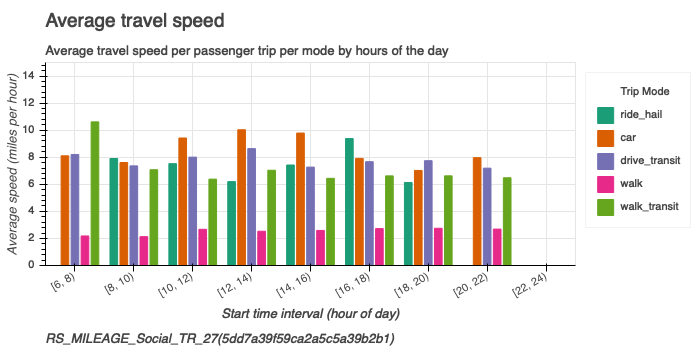 Average travel speed
Average travel speed per passenger trip per mode by hours of the day
Average speed (miles per hour)
14
12
10
8
6
4
2
0
[6, 8)
[8, 10)
[10, 12)
[12, 14)
[14, 16)
[16, 18)
[18, 20)
[20, 22)
[22, 24)
Start time interval (hour of day)
Trip Mode
ride_hail
car
drive_transit
walk
walk_transit
RS_MILEAGE_Social_TR_27(5dd7a39f59ca2a5c5a39b2b1)